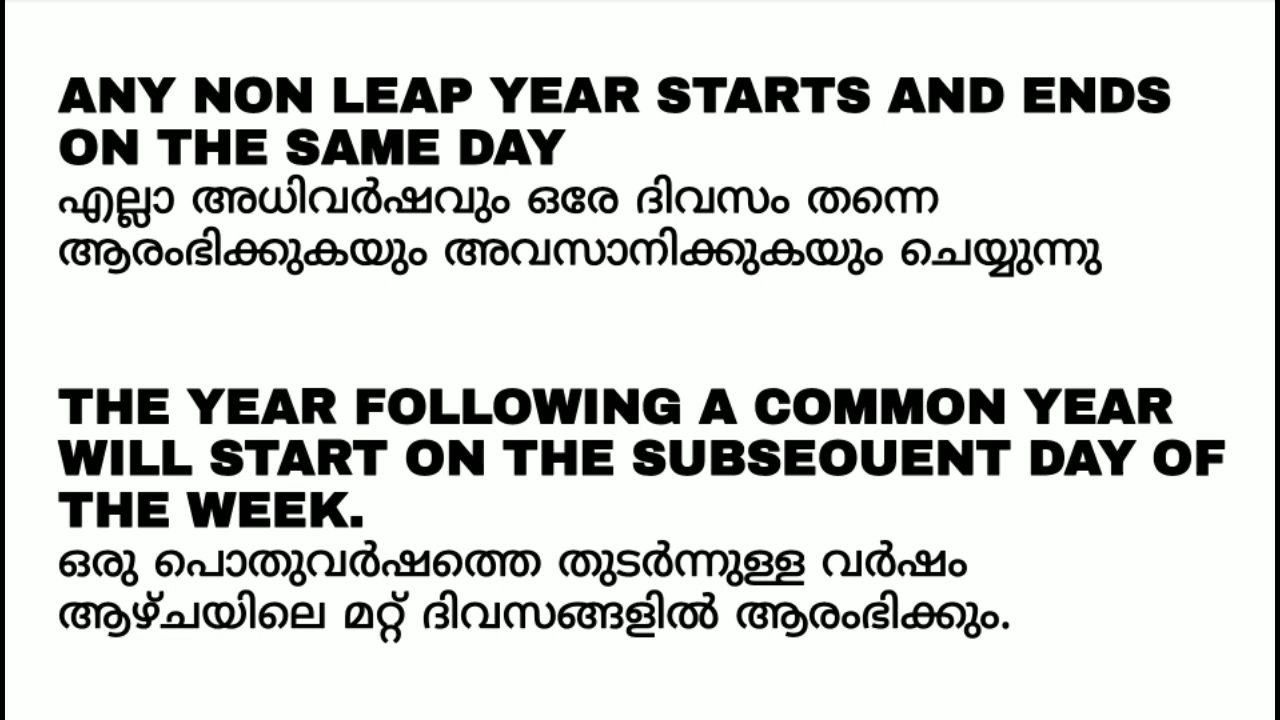 ANY NON LEAP YEAR STARTS AND ENDS
ON THE SAME DAY
എല്ലാ അധിവർഷവും ഒരേ ദിവസം തന്നെ
ആരംഭിക്കുകയും അവസാനിക്കുകയും ചെയ്യുന്നു
THE YEAR FOLLOWING A COMMON YEAR
WILL START ON THE SUBSEOUENT DAY OF
THE WEEK.
ഒരു പൊതുവർഷത്തെ തുടർന്നുള്ള വർഷം
ആഴ്ചയിലെ മറ്റ് ദിവസങ്ങളിൽ ആരംഭിക്കും.